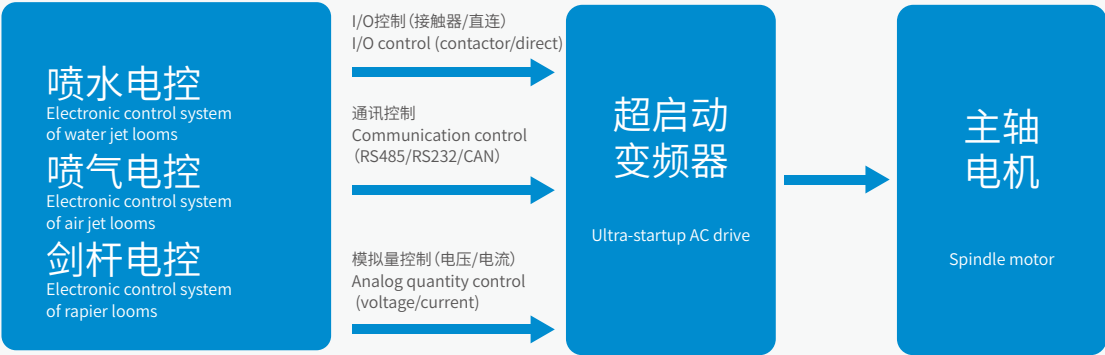 喷水电控
Electronic control system
of water jet looms
喷气电控
Electronic control system
of air jet looms
剑杆电控
Electronic control system
of rapier looms
I/O控制（接触器/直连）
I/O control (contactor/direct)
通讯控制
Communication control
（RS485/RS232/CAN）
模拟量控制（电压/电流）
Analog quantity control
(voltage/current)
超启动
变频器
Ultra-startup AC drive
主轴
电机
Spindle motor